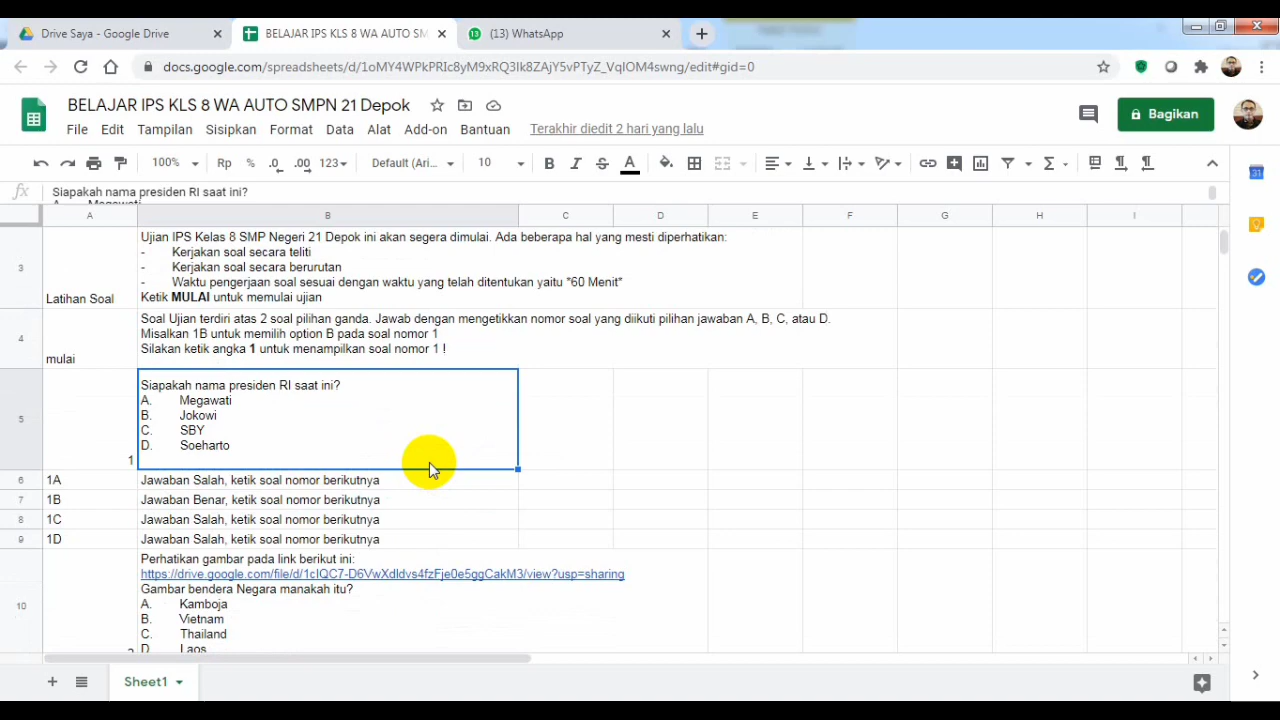 Drive Saya - Google Drive
BELAJAR IPS KLS 8 WA AUTO SM
(13) WhatsApp
docs.google.com/spreadsheets/d/1oMY4WPkPRIc8yM9xRQ3lk8ZAjY5vPTyZ_VqIOM4swng/edit#gid=0
BELAJAR IPS KLS 8 WA AUTO SMPN 21 Depok
File Edit Tampilan Sisipkan Format Data Alat Add-on Bantuan Terakhir diedit 2 hari yang lalu
Bagikan
100% Rp % .0 .00 123 Default (Ari... 10 B I S A
fx Siapakah nama presiden RI saat ini?
A. Megawati
A B C D E F G H I
3 Latihan Soal
Ujian IPS Kelas 8 SMP Negeri 21 Depok ini akan segera dimulai. Ada beberapa hal yang mesti diperhatikan:
- Kerjakan soal secara teliti
- Kerjakan soal secara berurutan
- Waktu pengerjaan soal sesuai dengan waktu yang telah ditentukan yaitu *60 Menit*
Ketik MULAI untuk memulai ujian
4 mulai
Soal Ujian terdiri atas 2 soal pilihan ganda. Jawab dengan mengetikkan nomor soal yang diikuti pilihan jawaban A, B, C, atau D.
Misalkan 1B untuk memilih option B pada soal nomor 1
Silakan ketik angka 1 untuk menampilkan soal nomor 1 !
5 1
Siapakah nama presiden RI saat ini?
A. Megawati
B. Jokowi
C. SBY
D. Soeharto
6 1A Jawaban Salah, ketik soal nomor berikutnya
7 1B Jawaban Benar, ketik soal nomor berikutnya
8 1C Jawaban Salah, ketik soal nomor berikutnya
9 1D Jawaban Salah, ketik soal nomor berikutnya
10 2
Perhatikan gambar pada link berikut ini:
https://drive.google.com/file/d/1cIQC7-D6VwXdldvs4fzFje0e5ggCakM3/view?usp=sharing
Gambar bendera Negara manakah itu?
A. Kamboja
B. Vietnam
C. Thailand
D. Laos
Sheet1